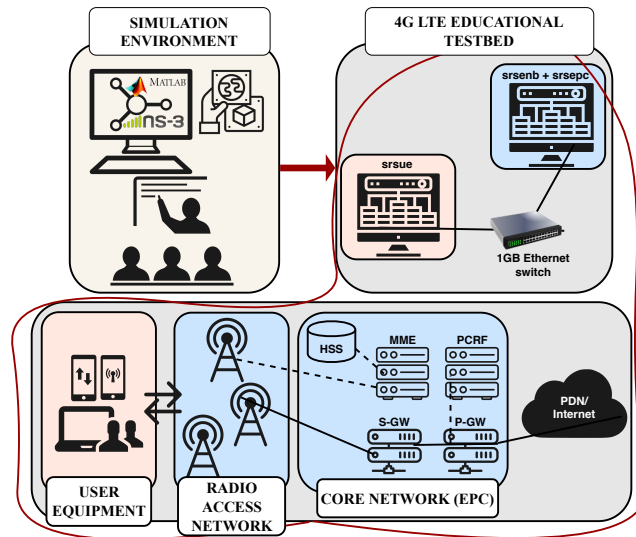 SIMULATION
ENVIRONMENT
4G LTE EDUCATIONAL
TESTBED
MATLAB
NS-3
srsenb + srsepc
srsue
1GB Ethernet
switch
HSS
MME
PCRF
S-GW
P-GW
PDN/
Internet
USER
EQUIPMENT
RADIO
ACCESS
NETWORK
CORE NETWORK (EPC)